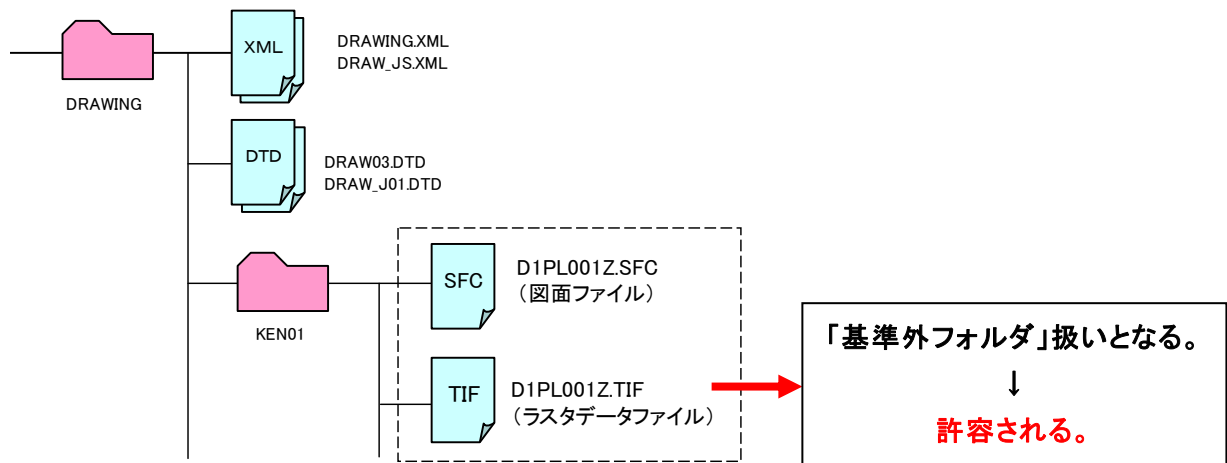 XML
DRAWING.XML
DRAW_JS.XML
DRAWING
DTD
DRAW03.DTD
DRAW_J01.DTD
SFC
D1PL001Z.SFC
（図面ファイル）
KEN01
TIF
D1PL001Z.TIF
（ラスタデータファイル）
「基準外フォルダ」扱いとなる。
↓
許容される。